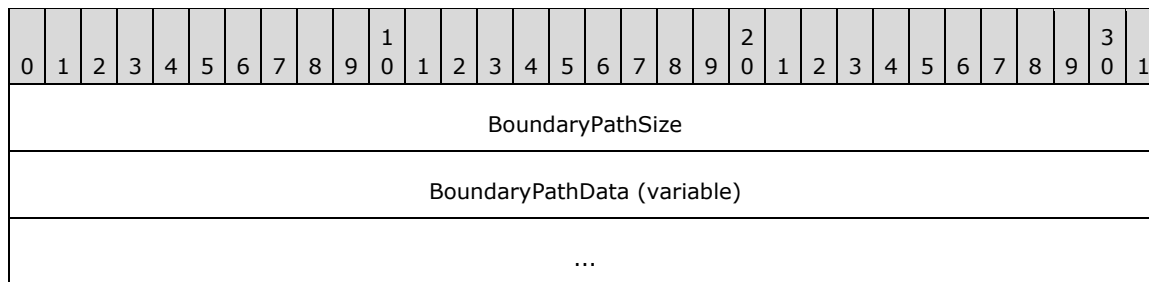 1 2 3
0 1 2 3 4 5 6 7 8 9 0 1 2 3 4 5 6 7 8 9 0 1 2 3 4 5 6 7 8 9 0 1
BoundaryPathSize
BoundaryPathData (variable)
...